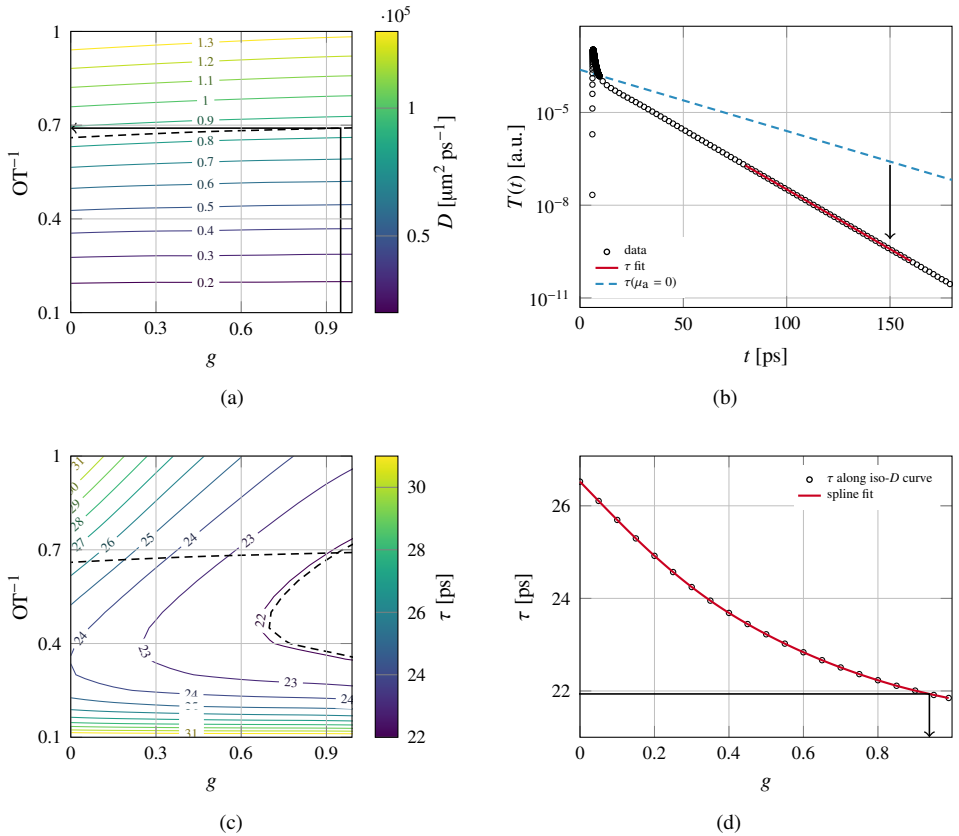 ·10⁵
1
0.7
0.4
0.1
OT⁻¹
1.3
1.2
1.1
1
0.9
0.8
0.7
0.6
0.5
0.4
0.3
0.2
0 0.3 0.6 0.9
g
1
0.5
D [µm² ps⁻¹]
(a)
10⁻⁵
10⁻⁸
10⁻¹¹
T(t) [a.u.]
data
τ fit
τ(μₐ = 0)
0 50 100 150
t [ps]
(b)
1
0.7
0.4
0.1
OT⁻¹
31
30
29
28
27
26
25
24
23
22
24
23
23
24
24
31
0 0.3 0.6 0.9
g
30
28
26
24
22
τ [ps]
(c)
26
24
22
τ [ps]
τ along iso-D curve
spline fit
0 0.2 0.4 0.6 0.8
g
(d)